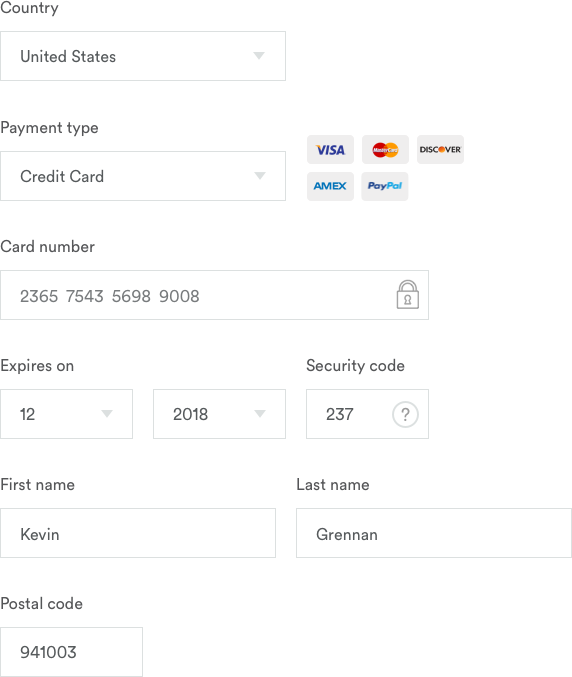 Country
United States
Payment type
Credit Card
VISA MasterCard DISCOVER
AMEX PayPal
Card number
2365 7543 5698 9008
Expires on Security code
12 2018 237 ?
First name Last name
Kevin Grennan
Postal code
941003